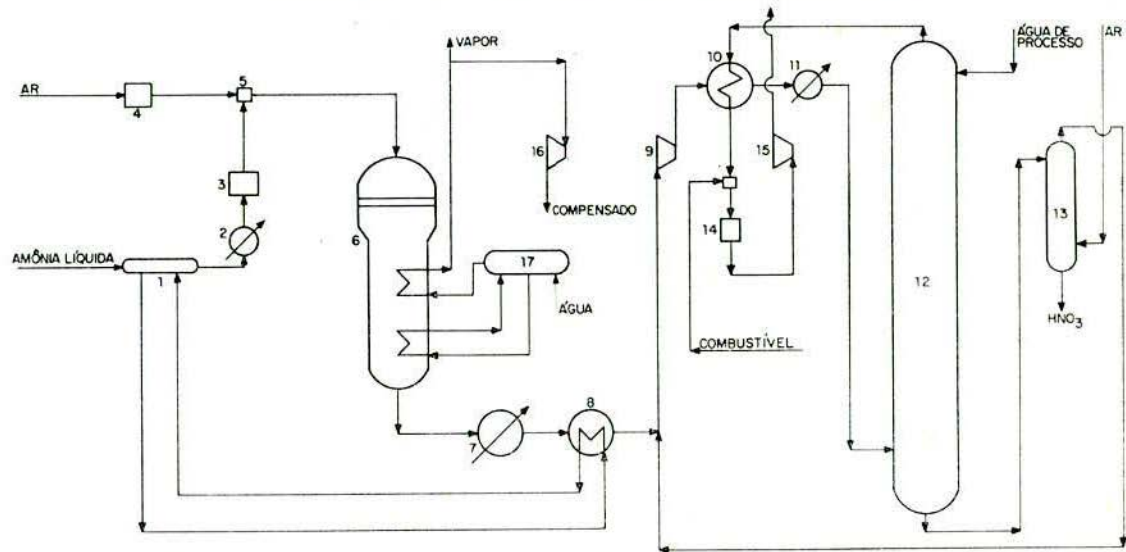 VAPOR
ÁGUA DE
PROCESSO
AR
10
11
AR
5
4
16
9
15
3
COMPENSADO
13
14
6
2
AMÔNIA LÍQUIDA
17
1
12
ÁGUA
HNO3
COMBUSTÍVEL
8
7